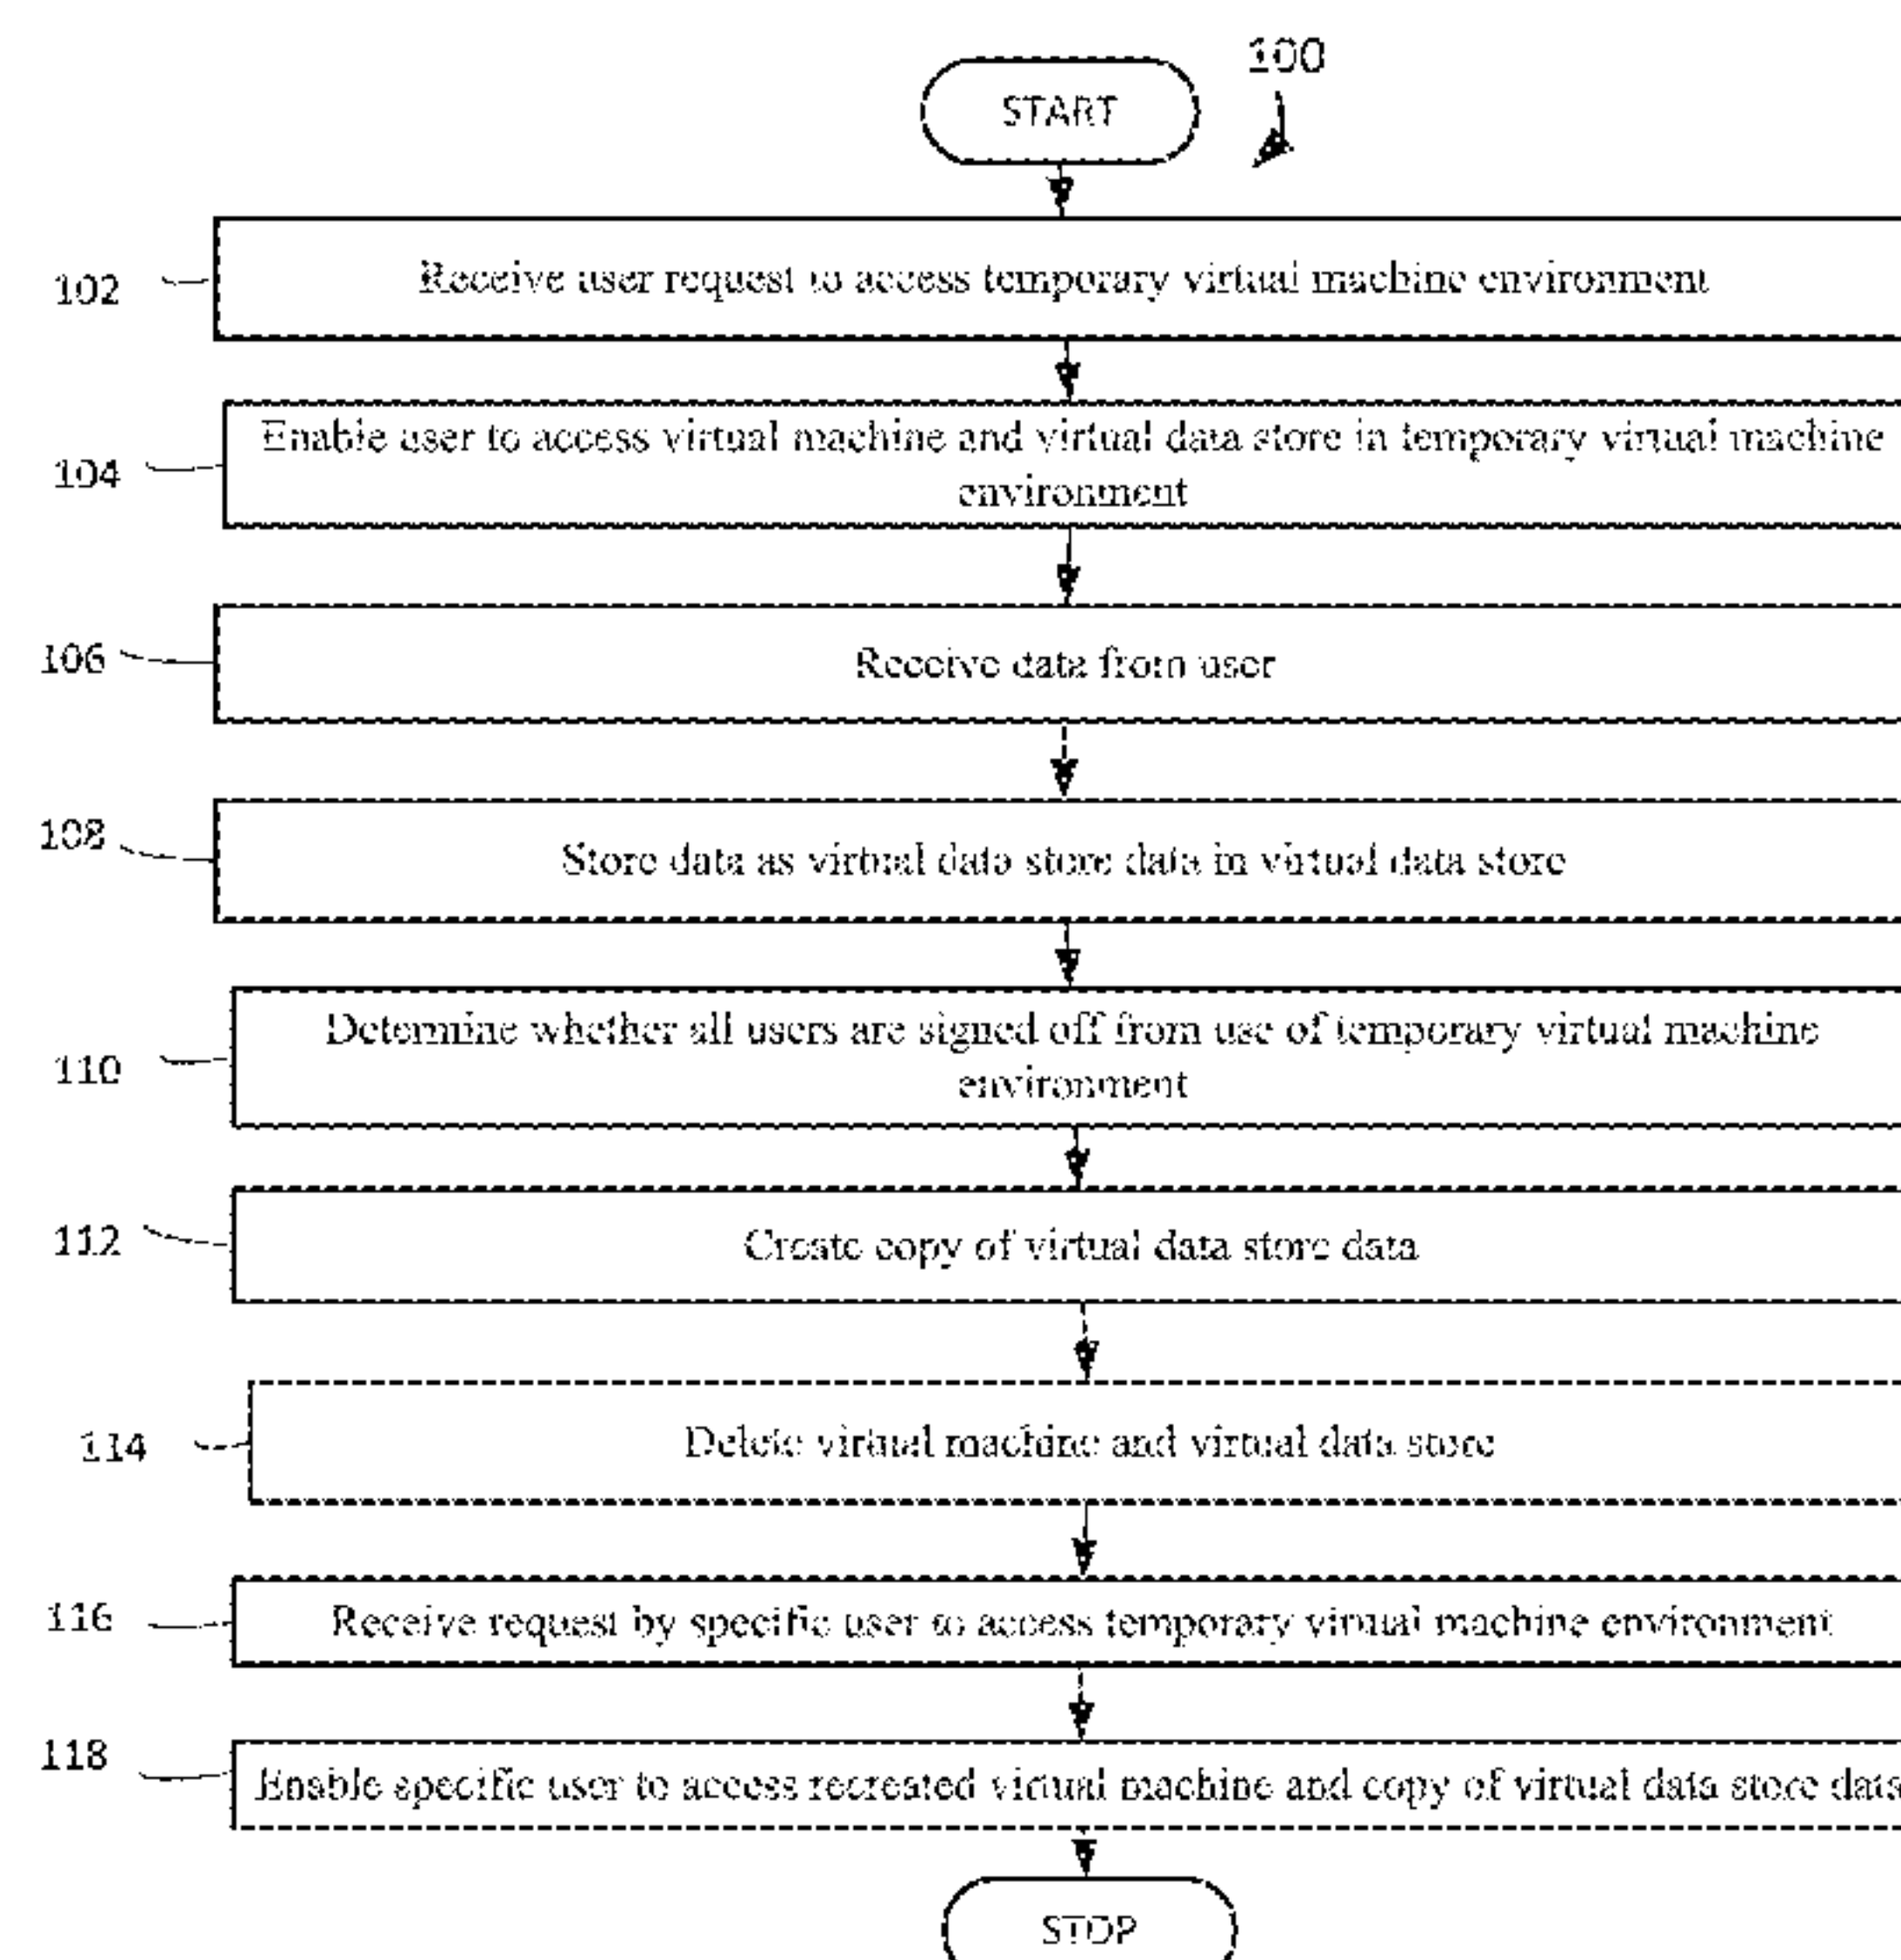 100
START
102
Receive user request to access temporary virtual machine environment
104
Enable user to access virtual machine and virtual data store in temporary virtual machine
environment
106
Receive data from user
108
Store data as virtual data store data in virtual data store
110
Determine whether all users are signed off from use of temporary virtual machine
environment
112
Create copy of virtual data store data
114
Delete virtual machine and virtual data store
116
Receive request by specific user to access temporary virtual machine environment
118
Enable specific user to access recreated virtual machine and copy of virtual data store data
STOP